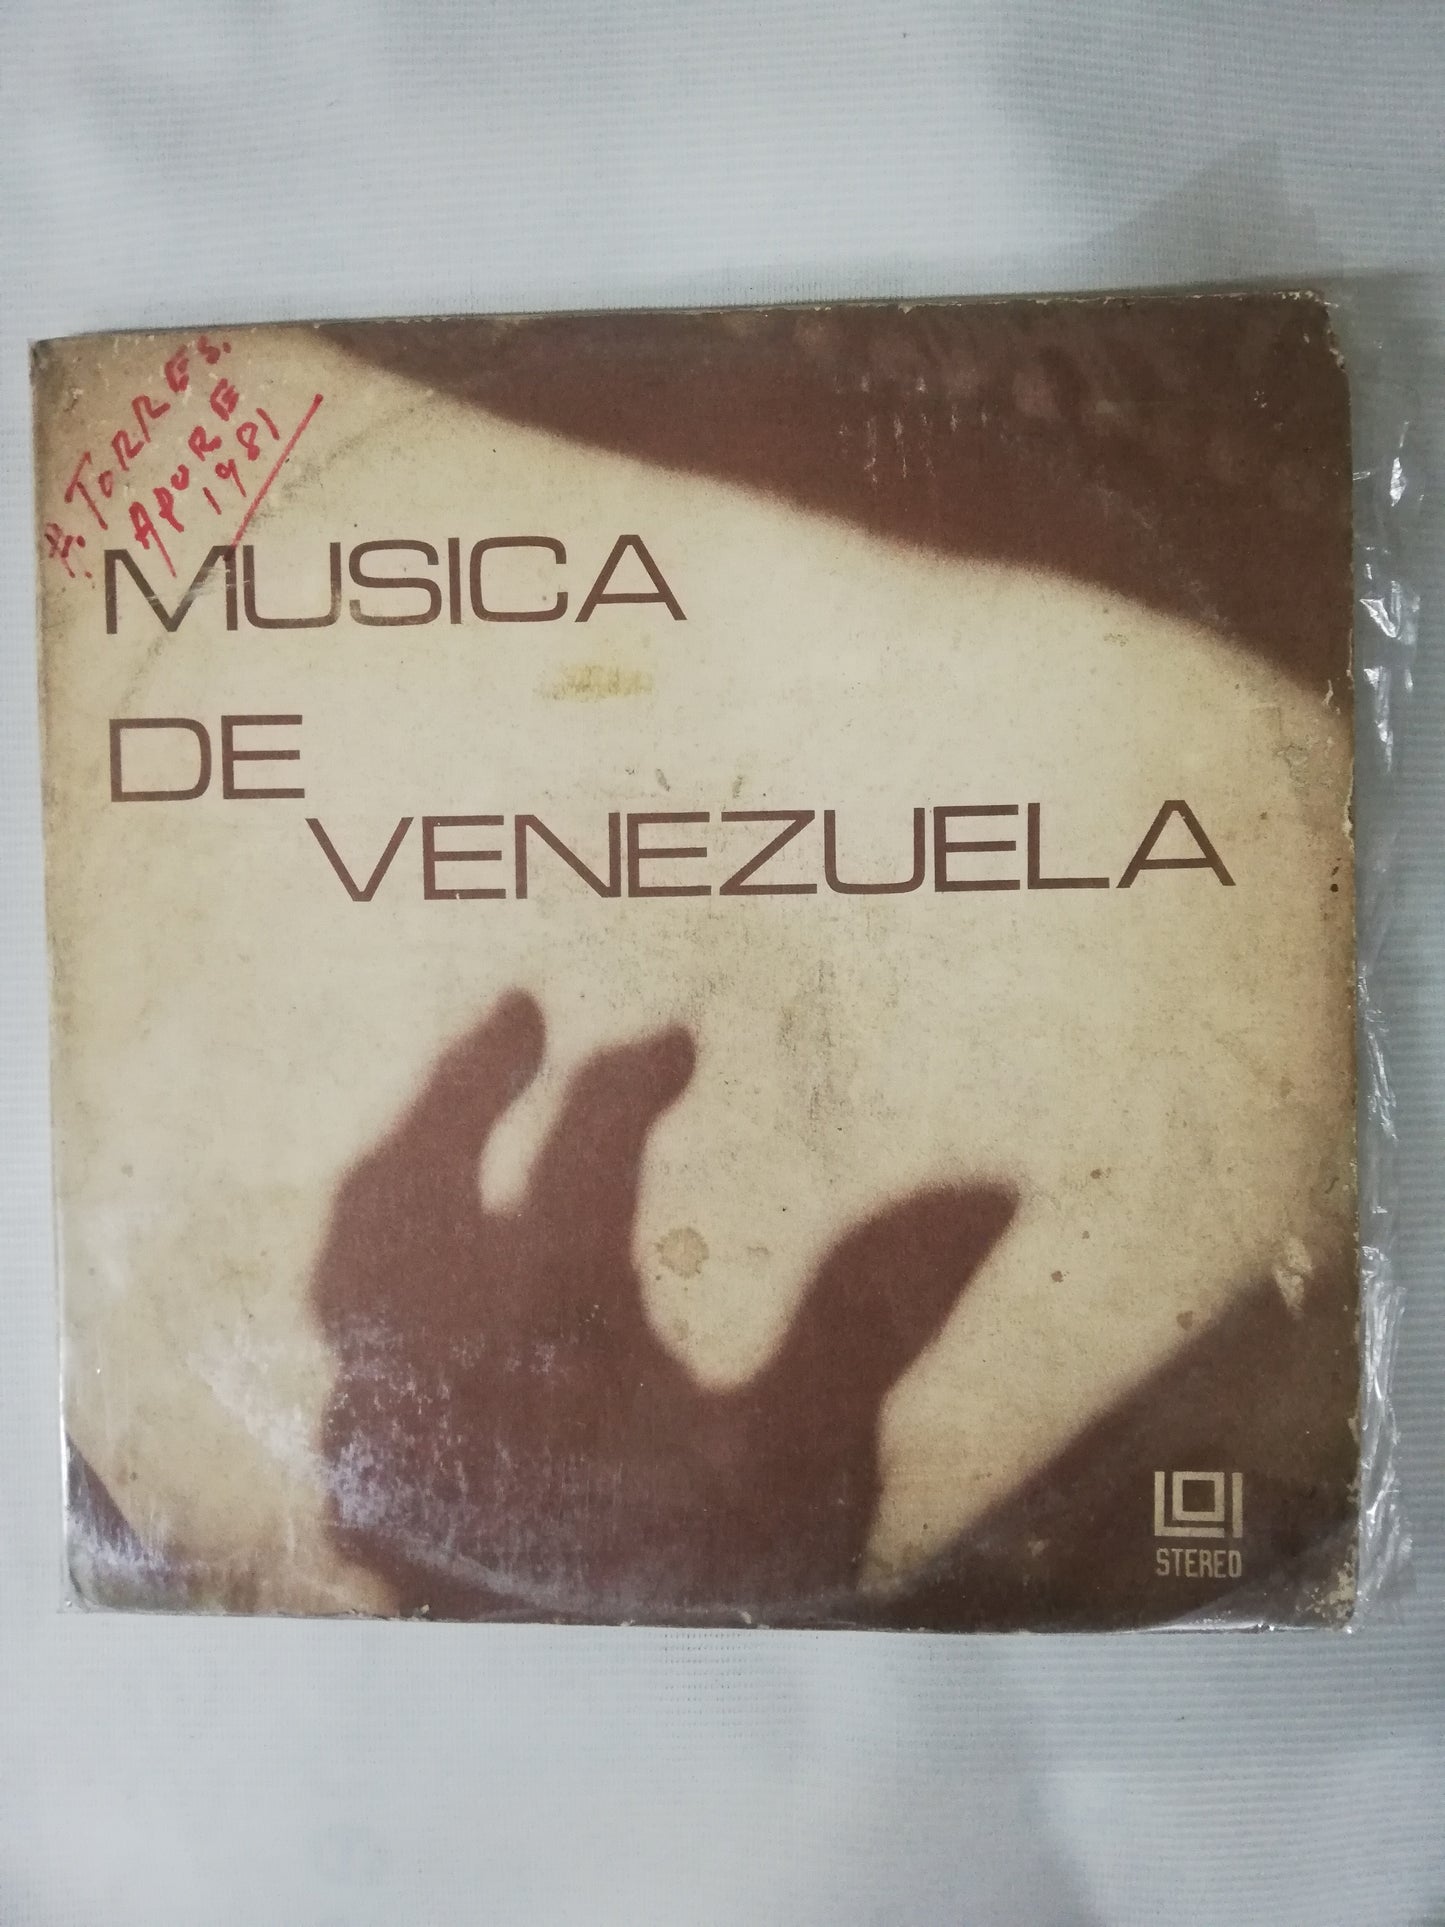 TORRES.
APURE
1981
MUSICA
DE
VENEZUELA
STEREO